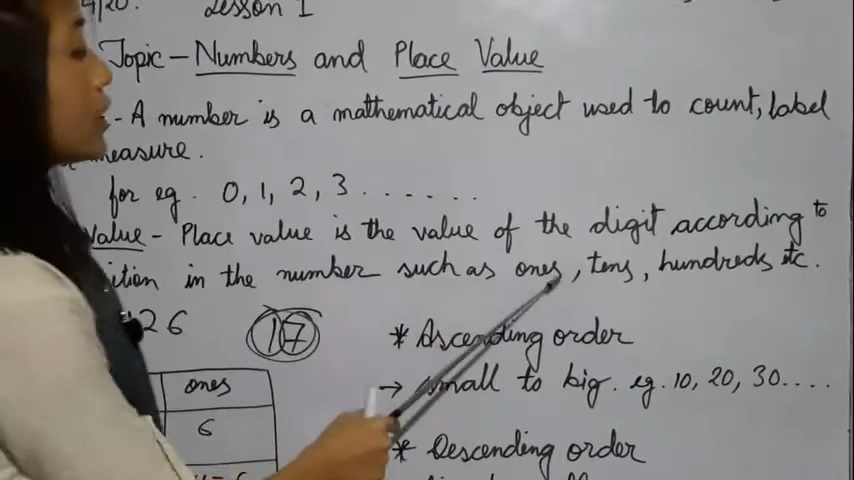 4/20. Lesson 1
Topic - Numbers and Place Value
- A number is a mathematical object used to count, label
measure.
for eg. 0, 1, 2, 3 . . . . . .
Value - Place value is the value of the digit according to
ition in the number such as ones, tens, hundreds etc.
26 17
* Ascending order
ones → small to big. eg. 10, 20, 30....
6
* Descending order